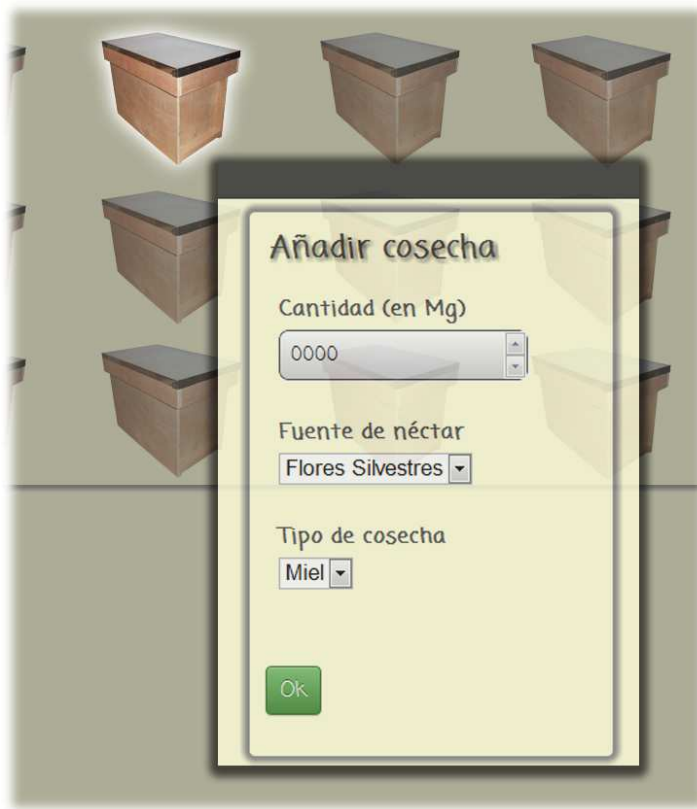 Añadir cosecha
Cantidad (en Mg)
0000
Fuente de néctar
Flores Silvestres
Tipo de cosecha
Miel
Ok